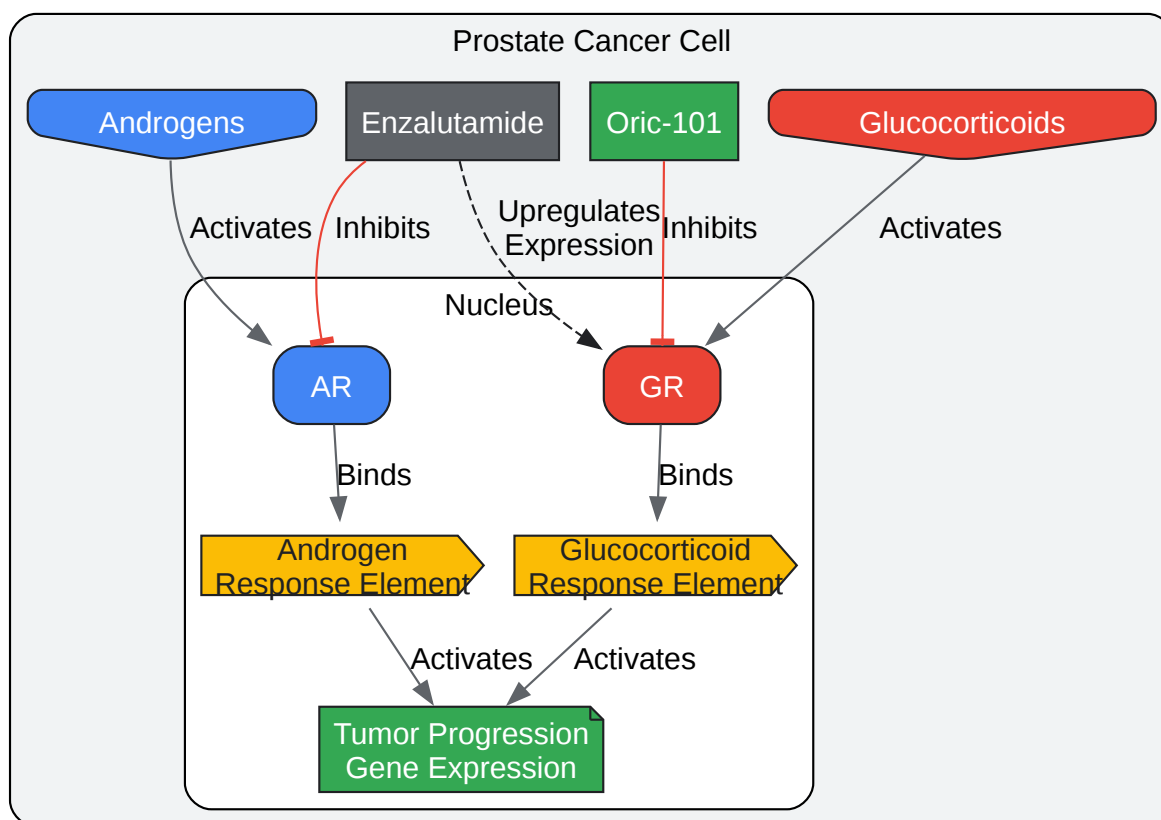 Prostate Cancer Cell
Androgens
Enzalutamide
Oric-101
Glucocorticoids
Activates
Inhibits
Upregulates
Expression
Inhibits
Activates
Nucleus
AR
GR
Binds
Binds
Androgen
Response Element
Glucocorticoid
Response Element
Activates
Activates
Tumor Progression
Gene Expression